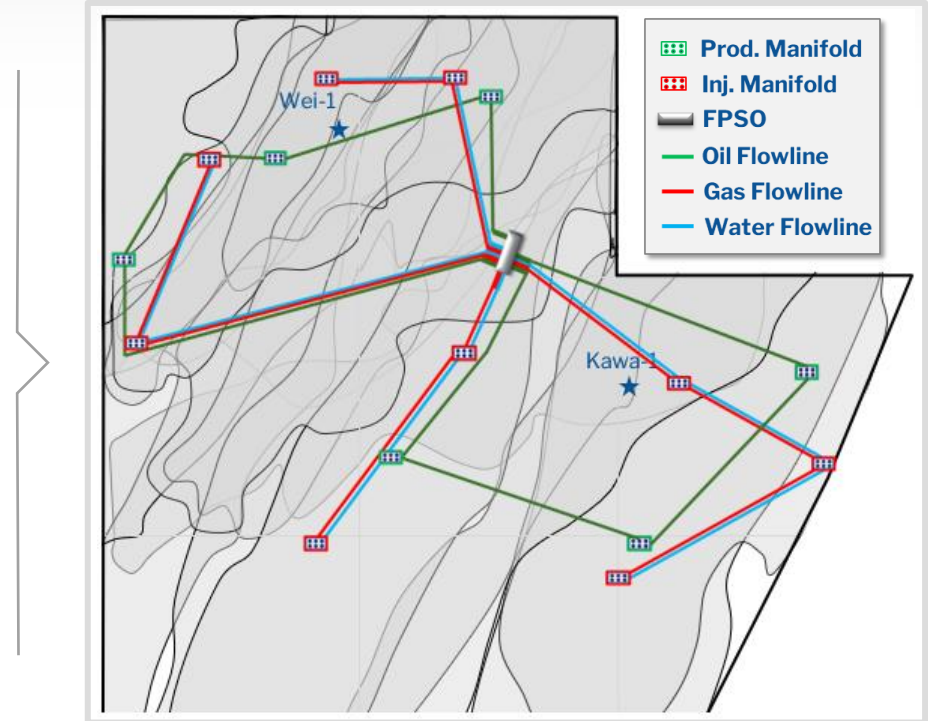 Prod. Manifold
Inj. Manifold
FPSO
Oil Flowline
Gas Flowline
Water Flowline
Wei-1
Kawa-1